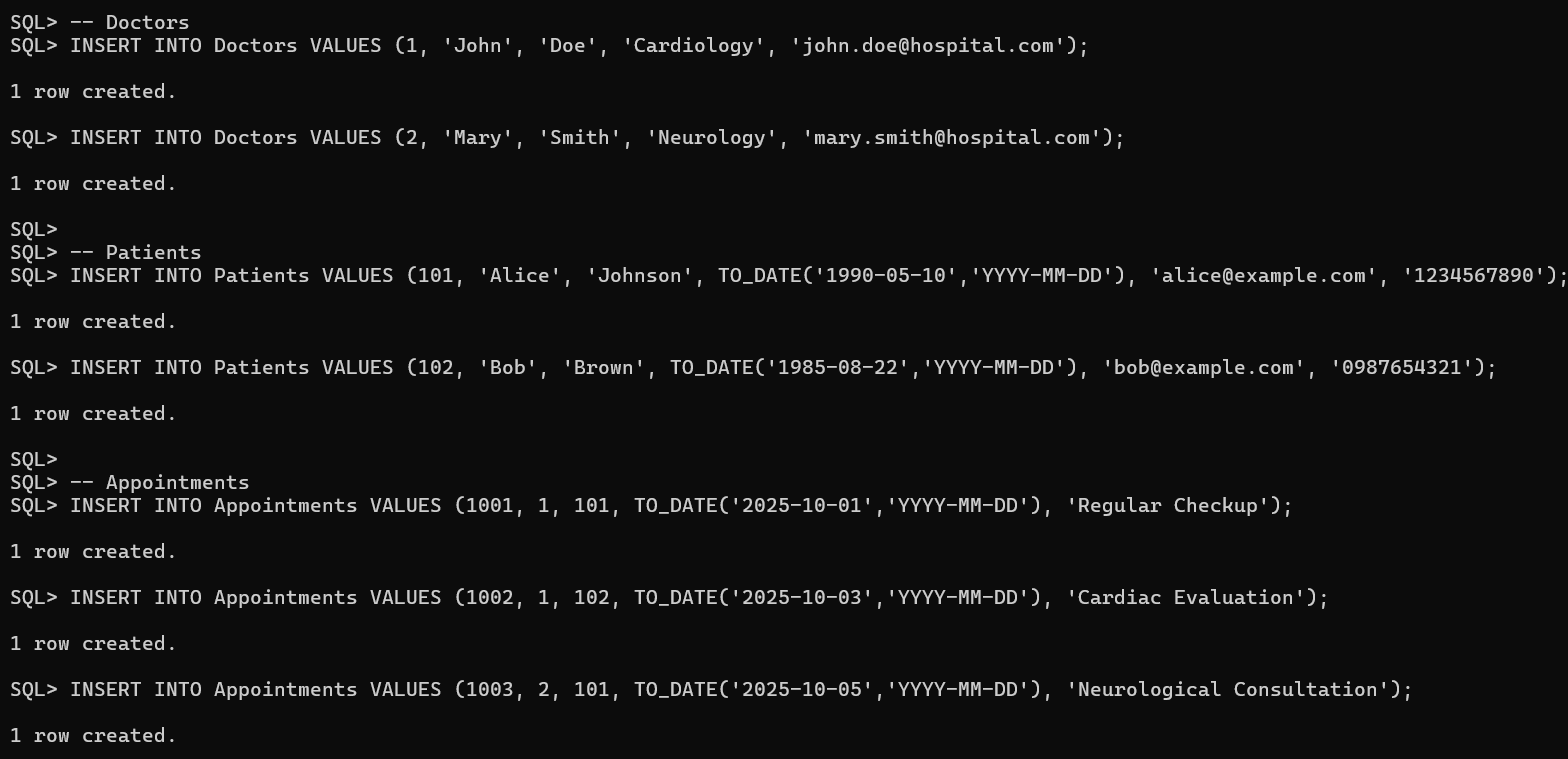 SQL> -- Doctors
SQL> INSERT INTO Doctors VALUES (1, 'John', 'Doe', 'Cardiology', 'john.doe@hospital.com');
1 row created.
SQL> INSERT INTO Doctors VALUES (2, 'Mary', 'Smith', 'Neurology', 'mary.smith@hospital.com');
1 row created.
SQL>
SQL> -- Patients
SQL> INSERT INTO Patients VALUES (101, 'Alice', 'Johnson', TO_DATE('1990-05-10','YYYY-MM-DD'), 'alice@example.com', '1234567890');
1 row created.
SQL> INSERT INTO Patients VALUES (102, 'Bob', 'Brown', TO_DATE('1985-08-22','YYYY-MM-DD'), 'bob@example.com', '0987654321');
1 row created.
SQL>
SQL> -- Appointments
SQL> INSERT INTO Appointments VALUES (1001, 1, 101, TO_DATE('2025-10-01','YYYY-MM-DD'), 'Regular Checkup');
1 row created.
SQL> INSERT INTO Appointments VALUES (1002, 1, 102, TO_DATE('2025-10-03','YYYY-MM-DD'), 'Cardiac Evaluation');
1 row created.
SQL> INSERT INTO Appointments VALUES (1003, 2, 101, TO_DATE('2025-10-05','YYYY-MM-DD'), 'Neurological Consultation');
1 row created.